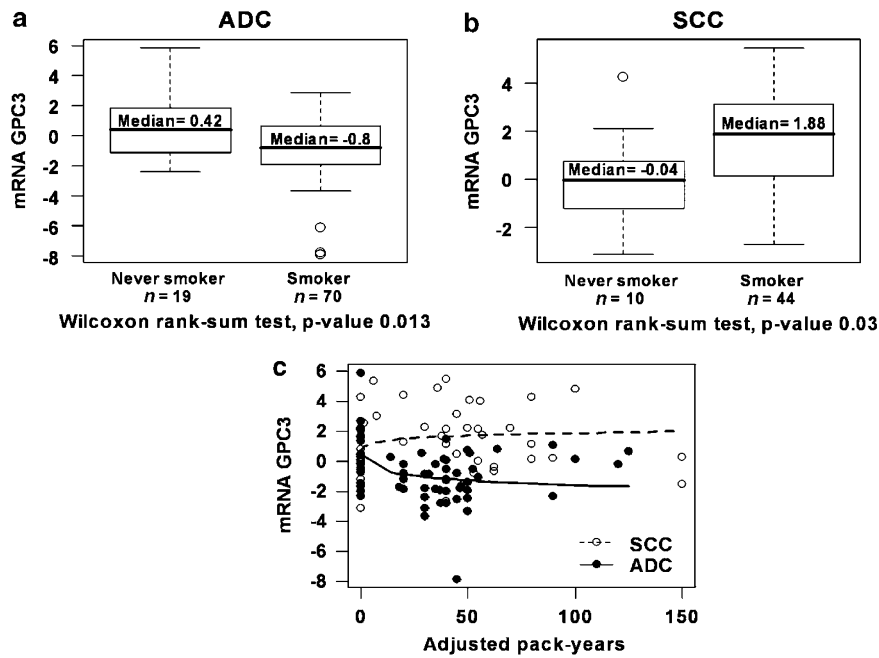 a
ADC
6
4
2
0
-2
-4
-6
-8
mRNA GPC3
Median= 0.42
Median= -0.8
Never smoker
n = 19
Smoker
n = 70
Wilcoxon rank-sum test, p-value 0.013
b
SCC
4
2
0
-2
mRNA GPC3
Median= -0.04
Median= 1.88
Never smoker
n = 10
Smoker
n = 44
Wilcoxon rank-sum test, p-value 0.03
c
6
4
2
0
-2
-4
-6
-8
mRNA GPC3
SCC
ADC
0 50 100 150
Adjusted pack-years